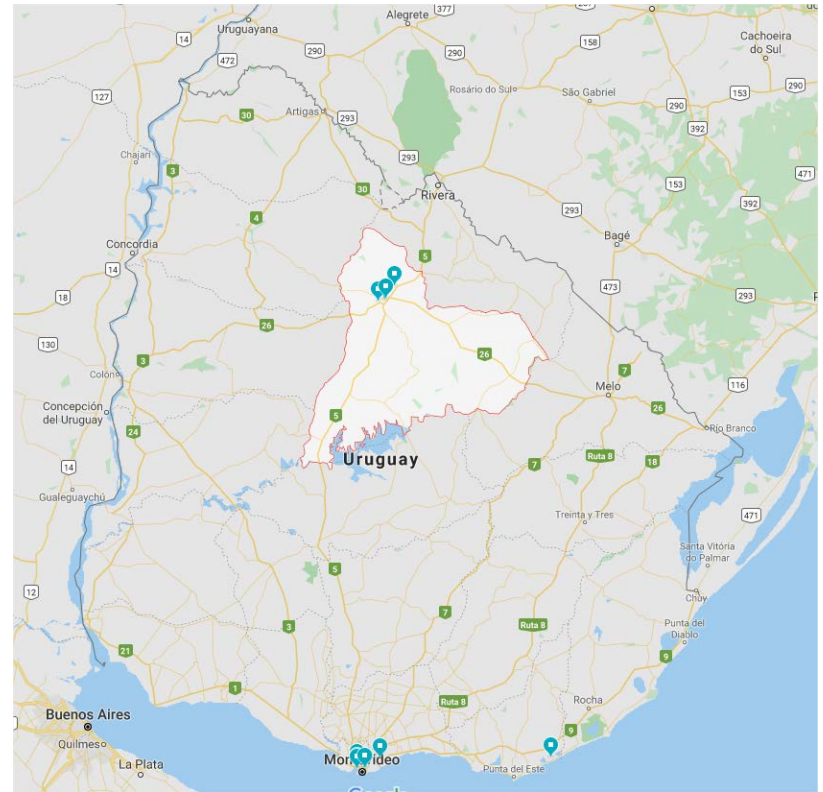 377
Alegrete
14
Uruguayana
290
290
158
Cachoeira
do Sul
472
290
127
Rosário do Sul
São Gabriel
153
30
Artigas
293
290
392
Chajarí
293
3
153
471
30
Rivera
392
4
293
Concordia
5
Bagé
14
473
18
293
26
130
3
26
7
Colón
Melo
116
Concepción
del Uruguay
5
26
24
Río Branco
Uruguay
14
7
Ruta 8
18
Gualeguaychú
471
Treinta y Tres
Santa Vitória
do Palmar
5
12
Chuy
7
3
Ruta 8
Punta del
Diablo
21
9
1
Ruta 8
Rocha
Buenos Aires
9
Quilmes
La Plata
Montevideo
Punta del Este